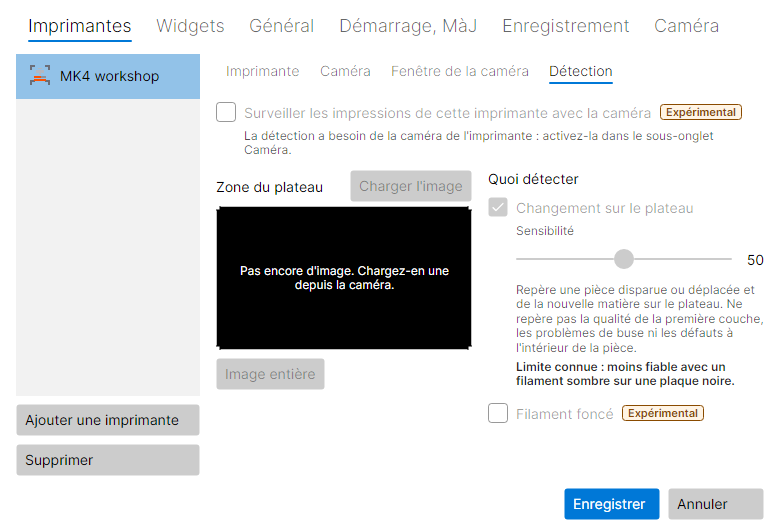 Imprimantes Widgets Général Démarrage, MàJ Enregistrement Caméra
MK4 workshop
Imprimante Caméra Fenêtre de la caméra Détection
Surveiller les impressions de cette imprimante avec la caméra Expérimental
La détection a besoin de la caméra de l'imprimante : activez-la dans le sous-onglet
Caméra.
Zone du plateau Charger l'image
Pas encore d'image. Chargez-en une
depuis la caméra.
Image entière
Quoi détecter
Changement sur le plateau
Sensibilité
50
Repère une pièce disparue ou déplacée et
de la nouvelle matière sur le plateau. Ne
repère pas la qualité de la première couche,
les problèmes de buse ni les défauts à
l'intérieur de la pièce.
Limite connue : moins fiable avec un
filament sombre sur une plaque noire.
Filament foncé Expérimental
Ajouter une imprimante
Supprimer
Enregistrer Annuler